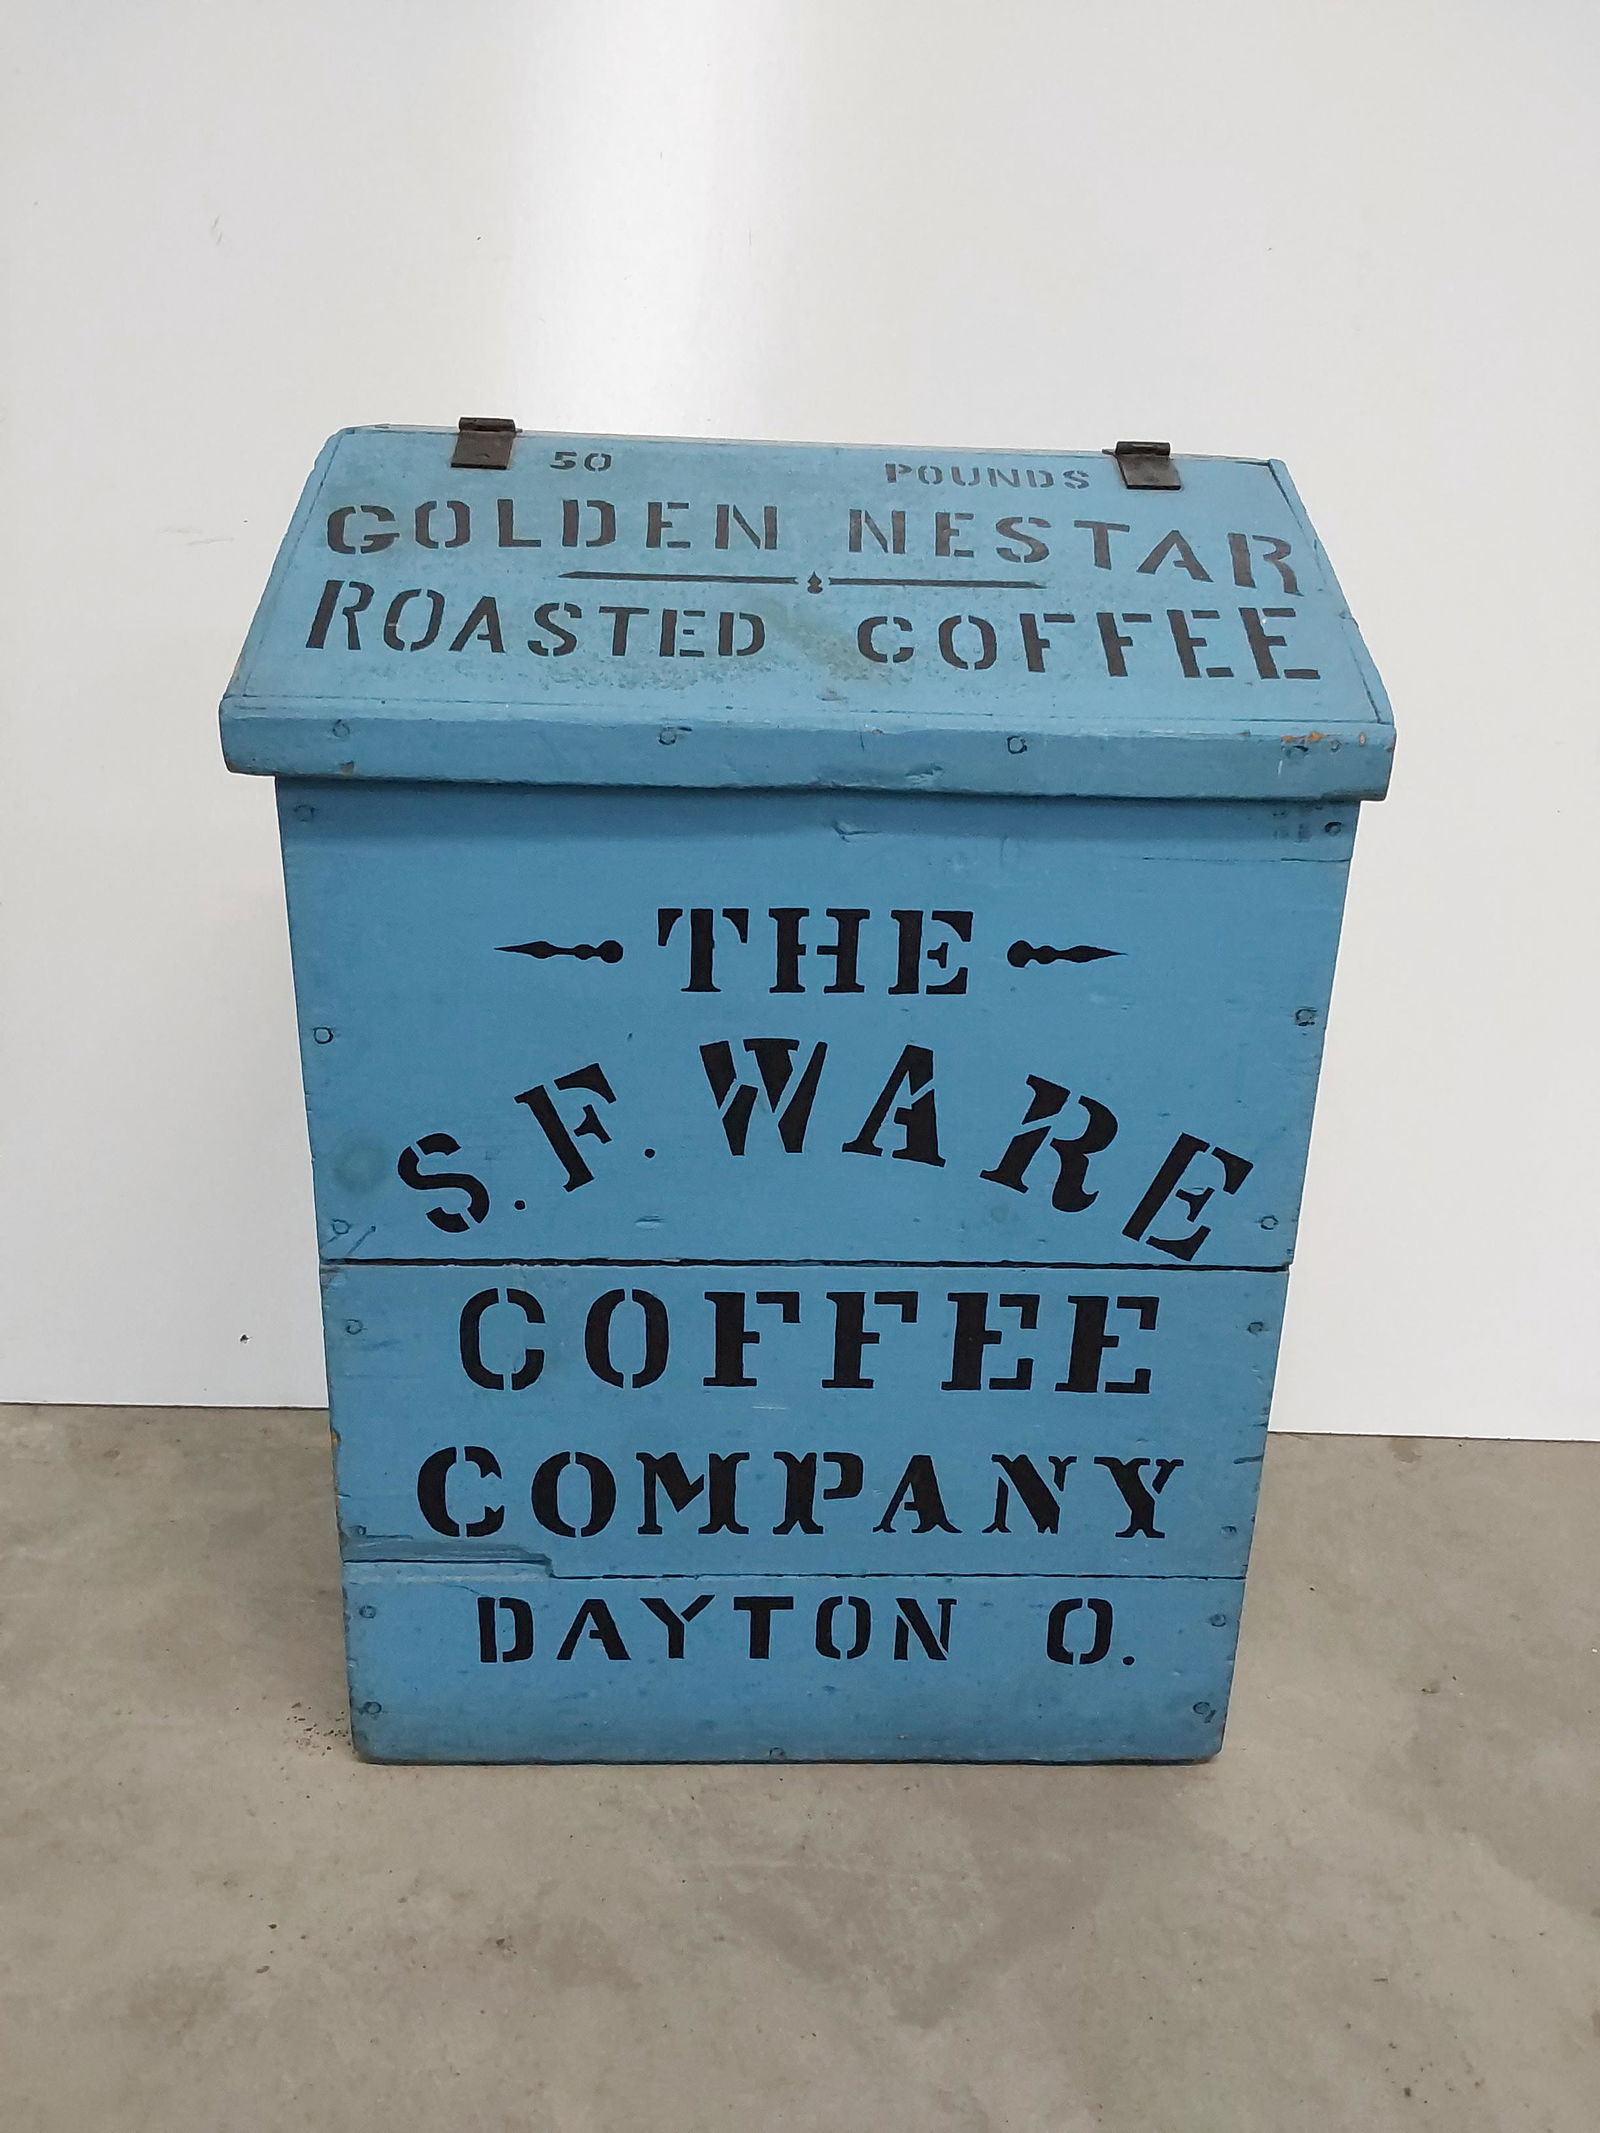 50 POUNDS
GOLDEN NESTAR
ROASTED COFFEE
THE
S.F. WARE
COFFEE
COMPANY
DAYTON O.